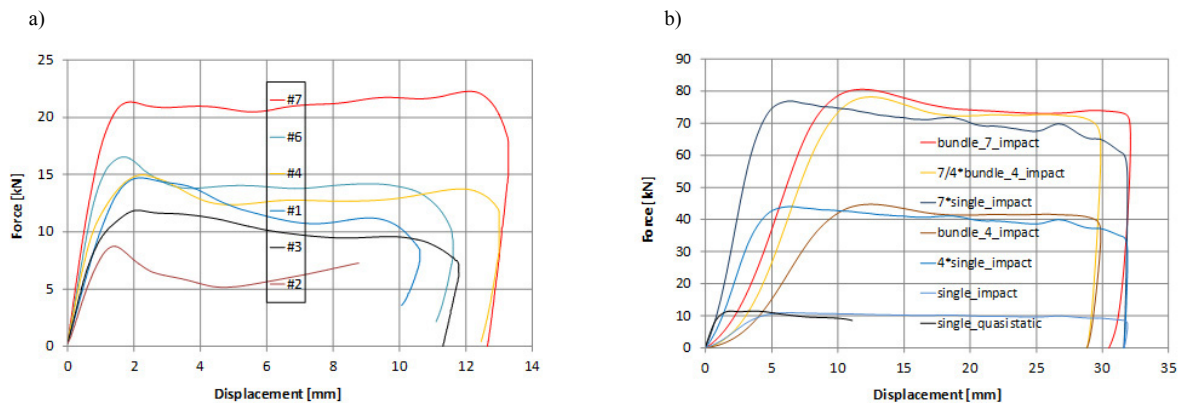 a)
25
20
15
10
5
0
Force [kN]
0 2 4 6 8 10 12 14
Displacement [mm]
#7
#6
#4
#1
#3
#2
b)
90
80
70
60
50
40
30
20
10
0
Force [kN]
0 5 10 15 20 25 30 35
Displacement [mm]
bundle_7_impact
7/4*bundle_4_impact
7*single_impact
bundle_4_impact
4*single_impact
single_impact
single_quasistatic